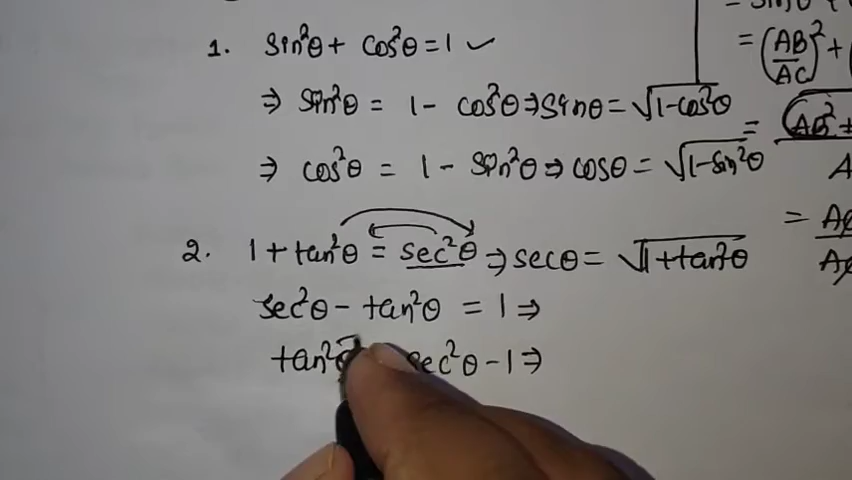 1. sin²θ + cos²θ = 1 ✓
⇒ sin²θ = 1 - cos²θ ⇒ sinθ = √1-cos²θ
⇒ cos²θ = 1 - sin²θ ⇒ cosθ = √1-sin²θ
2. 1 + tan²θ = sec²θ ⇒ secθ = √1+tan²θ
sec²θ - tan²θ = 1 ⇒
tan²θ sec²θ - 1 ⇒
= (AB/AC)² +
= AB² +
=